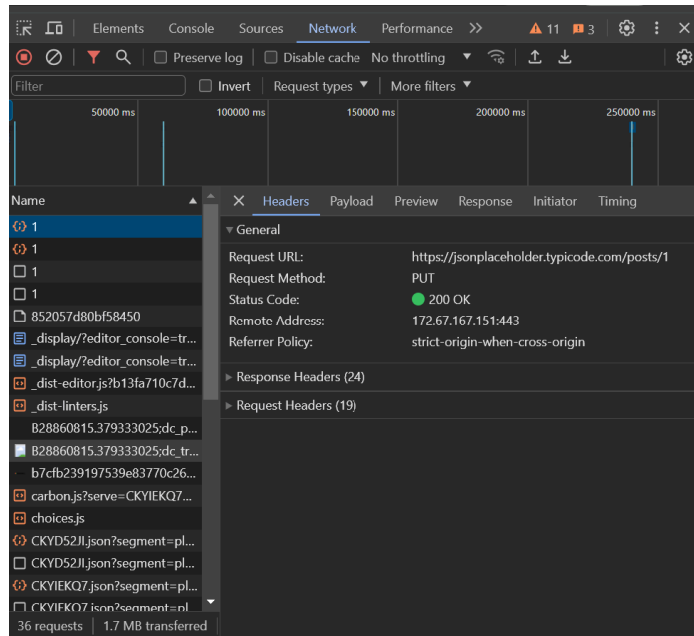 Elements Console Sources Network Performance 11 3
Preserve log Disable cache No throttling
Filter Invert Request types More filters
50000 ms 100000 ms 150000 ms 200000 ms 250000 ms
Name
1
1
1
1
852057d80bf58450
_display/?editor_console=tr...
_display/?editor_console=tr...
_dist-editor.js?b13fa710c7d...
_dist-linters.js
B28860815.379333025;dc_p...
B28860815.379333025;dc_tr...
b7cfb239197539e83770c26...
carbon.js?serve=CKYIEKQ7...
choices.js
CKYD52JI.json?segment=pl...
CKYD52JI.json?segment=pl...
CKYIEKQ7.json?segment=pl...
CKYIEKQ7.json?segment=pl...
36 requests 1.7 MB transferred
Headers Payload Preview Response Initiator Timing
General
Request URL: https://jsonplaceholder.typicode.com/posts/1
Request Method: PUT
Status Code: 200 OK
Remote Address: 172.67.167.151:443
Referrer Policy: strict-origin-when-cross-origin
Response Headers (24)
Request Headers (19)